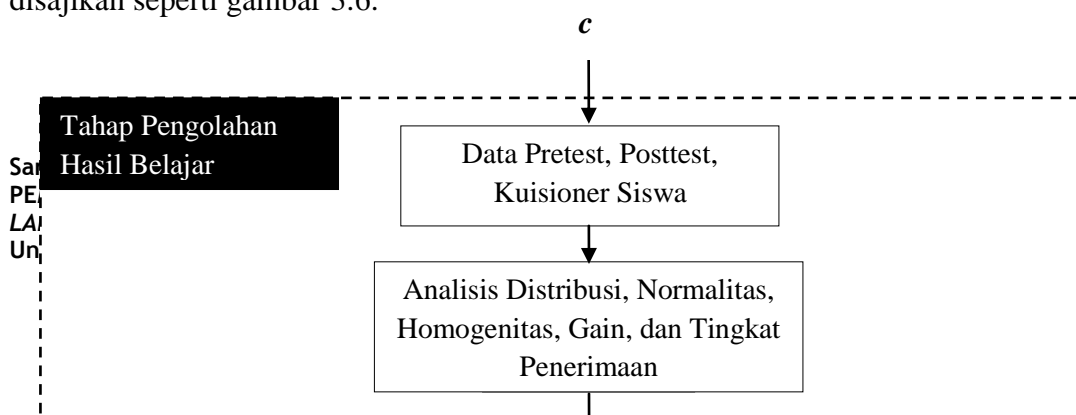 disajikan seperti gambar 3.6.
c
Tahap Pengolahan
Hasil Belajar
Data Pretest, Posttest,
Kuisioner Siswa
Analisis Distribusi, Normalitas,
Homogenitas, Gain, dan Tingkat
Penerimaan